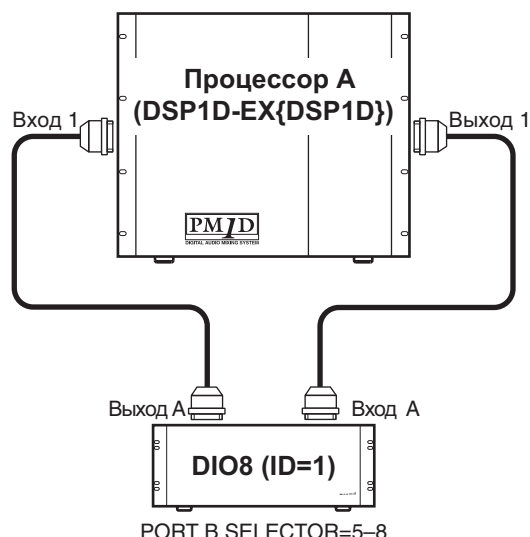 Процессор А
(DSP1D-EX{DSP1D})
Вход 1
Выход 1
PM1D
DIGITAL AUDIO MIXING SYSTEM
Выход А
Вход А
DIO8 (ID=1)
PORT B SELECTOR=5–8